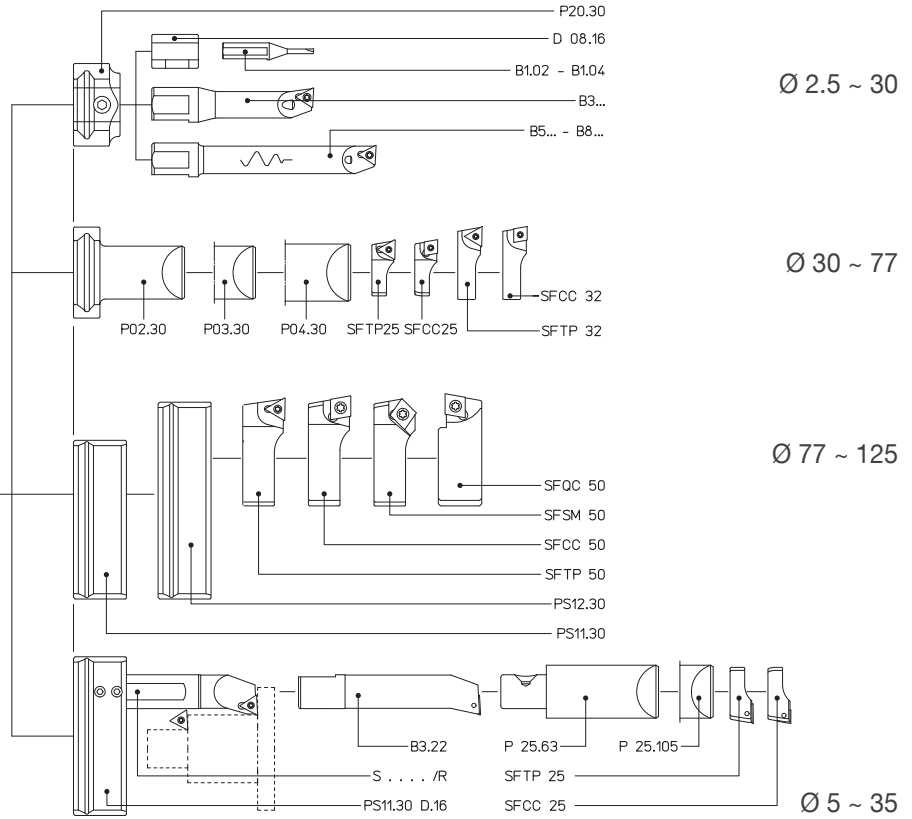 P20.30
D 08.16
B1.02 - B1.04
Ø 2.5 ~ 30
B3...
B5... - B8...
Ø 30 ~ 77
SFCC 32
P02.30 P03.30 P04.30 SFTP25 SFCC25
SFTP 32
Ø 77 ~ 125
SFQC 50
SFSM 50
SFCC 50
SFTP 50
PS12.30
PS11.30
B3.22 P 25.63 P 25.105
S . . . . /R SFTP 25
PS11.30 D.16 SFCC 25 Ø 5 ~ 35